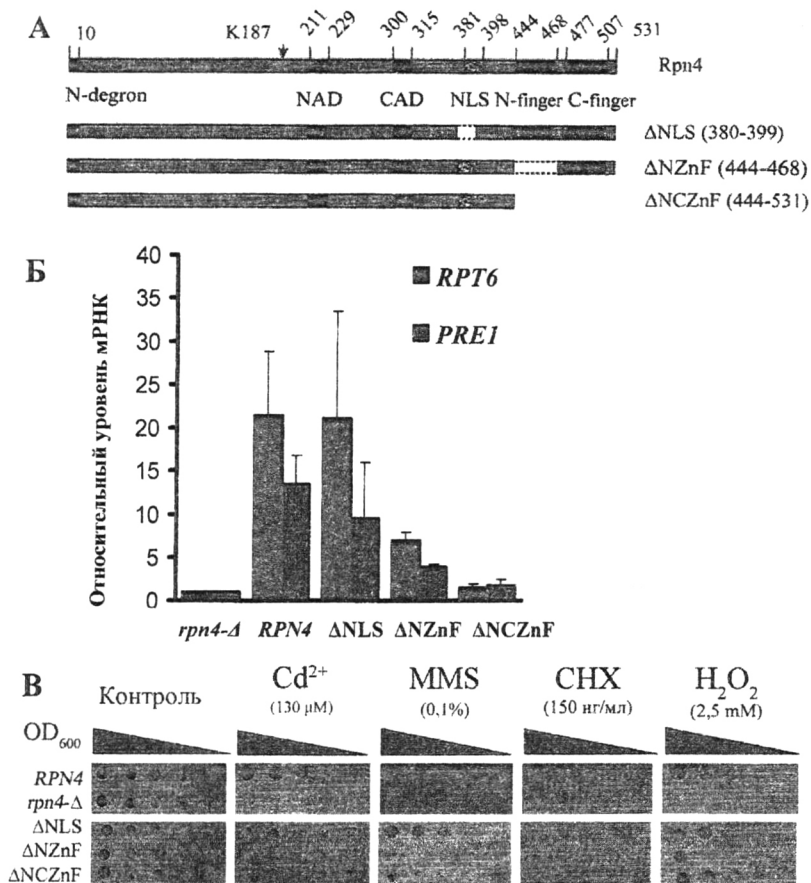 А
10 K187 211 229 300 315 381 398 444 468 477 507 531
Rpn4
N-degron NAD CAD NLS N-finger C-finger
ΔNLS (380-399)
ΔNZnF (444-468)
ΔNCZnF (444-531)
Б
Относительный уровень мРНК
40
35
30
25
20
15
10
5
0
RPT6
PRE1
rpn4-Δ RPN4 ΔNLS ΔNZnF ΔNCZnF
В
Контроль Cd²⁺ MMS CHX H₂O₂
(130 μM) (0,1%) (150 нг/мл) (2,5 mM)
OD₆₀₀
RPN4
rpn4-Δ
ΔNLS
ΔNZnF
ΔNCZnF